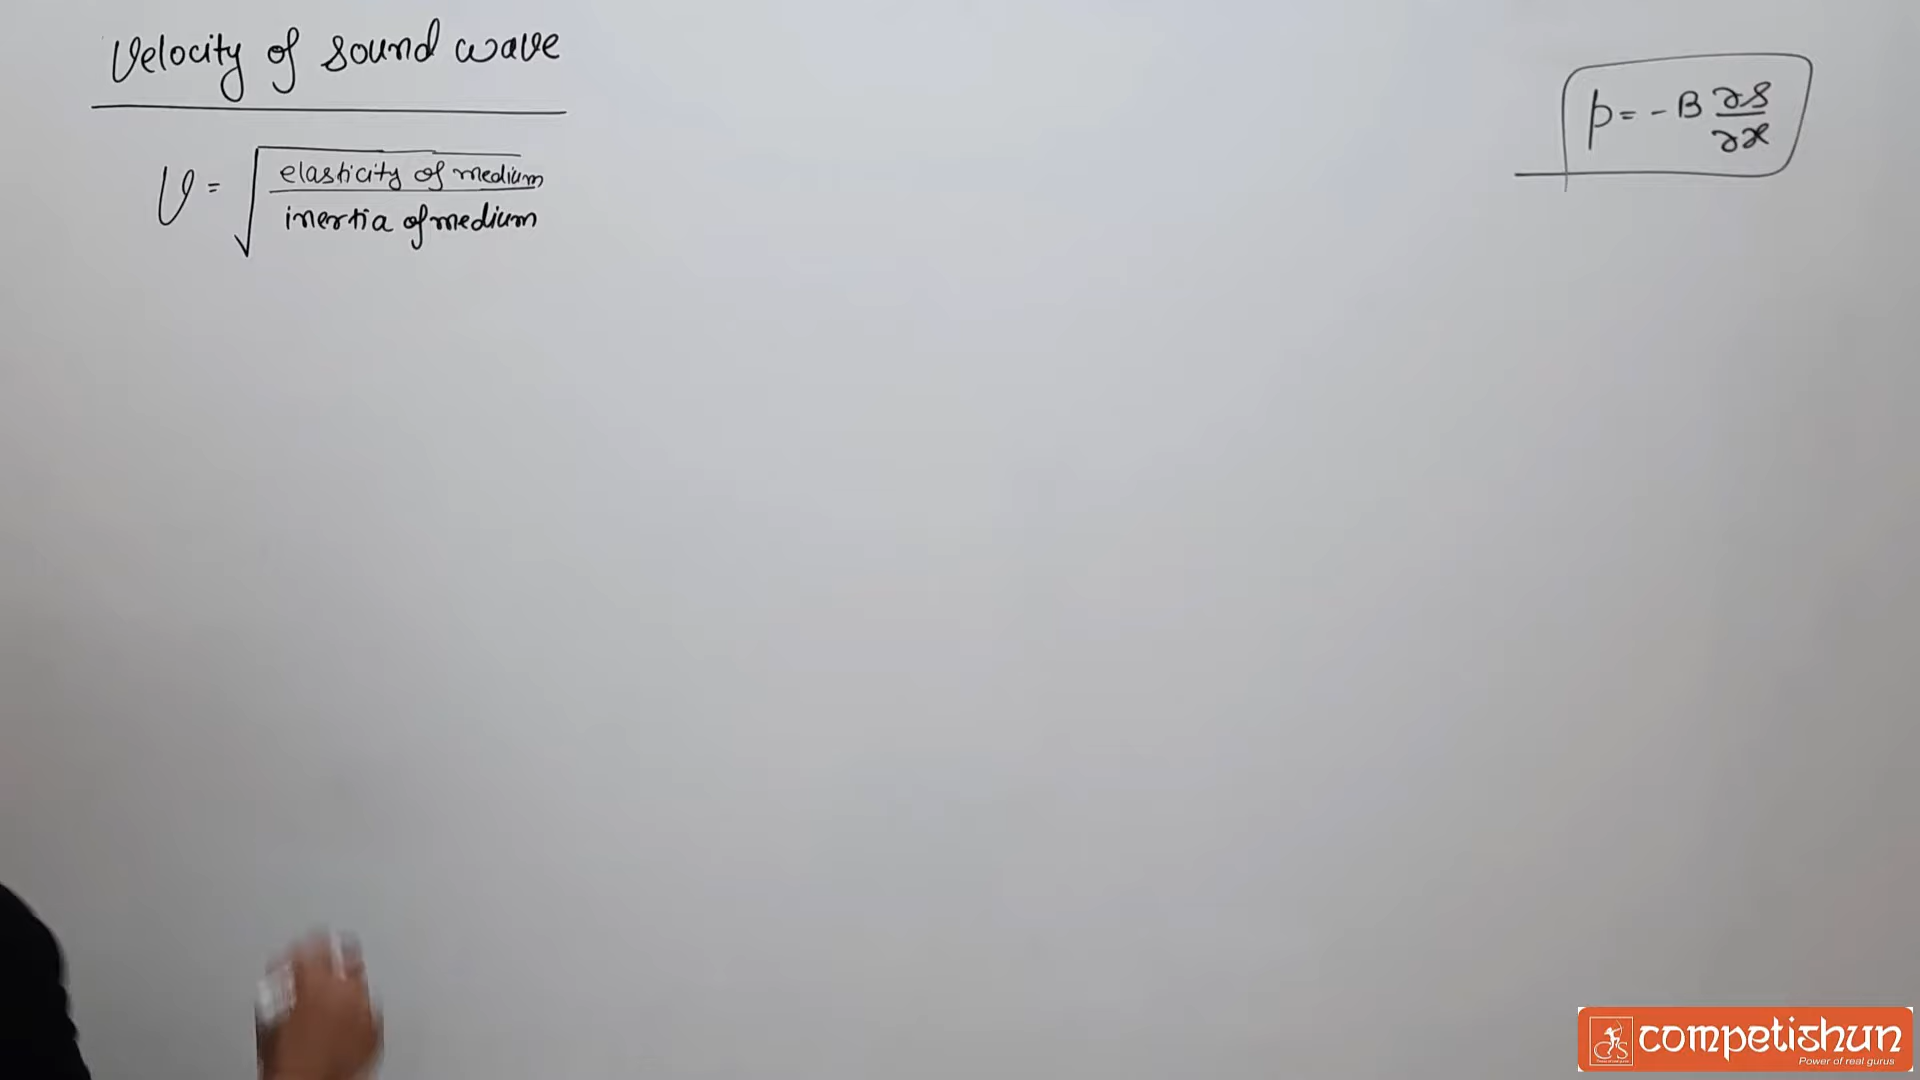 Velocity of sound wave
p = - B ∂s/∂x
v = √(elasticity of medium / inertia of medium)
competishun
Power of real gurus